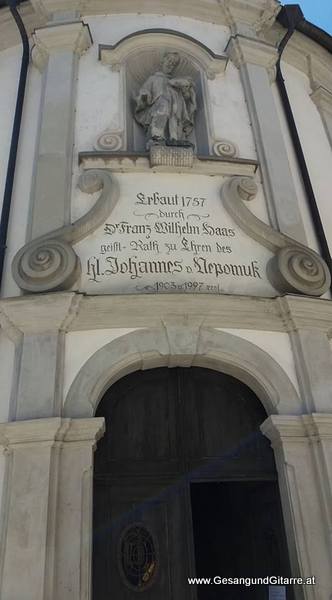 Erbaut 1757
durch
Dr Franz Wilhelm Haas
geistl. Rath zu Ehren des
hl. Johannes v. Nepomuk
1903 u 1997 rest.
www.GesangundGitarre.at